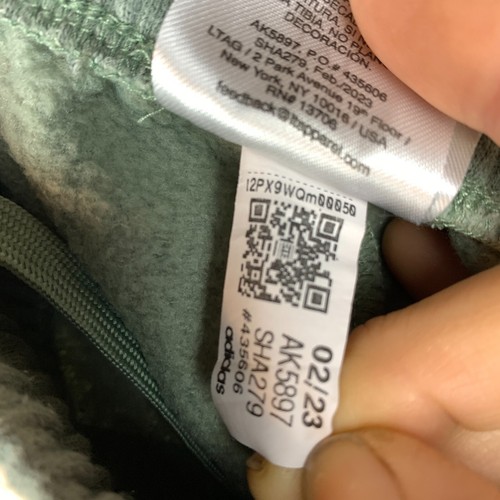 DECORACIÓN.
AK5897. P.O.# 435606
SHA279. Feb./2023
LTAG / 2 Park Avenue 19th Floor /
New York, NY 10016 / USA
RN# 13706
feedback@ltapparel.com
12PX9WQm00050
02/23
AK5897
SHA279
#435606
adidas